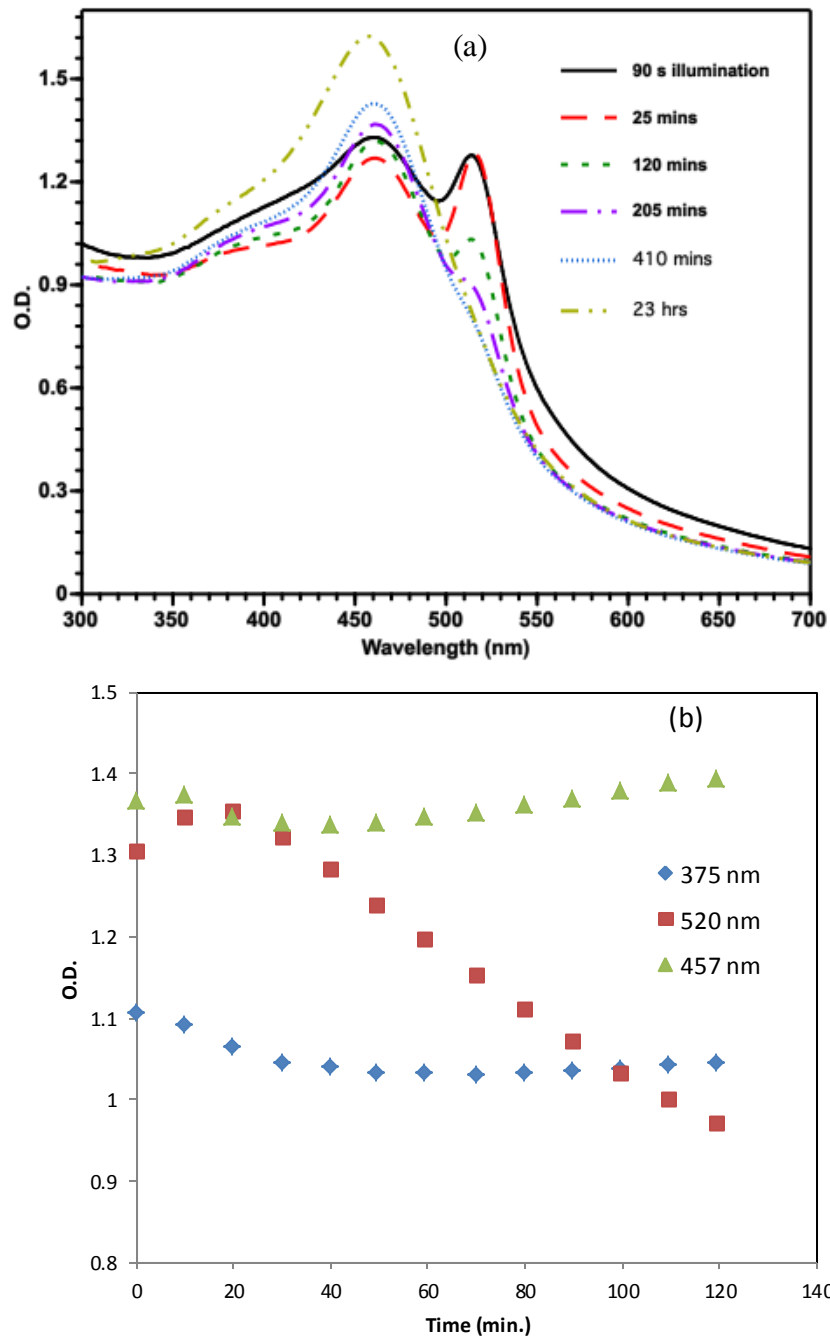 (a)
1.5
1.2
0.9
0.6
0.3
0
O.D.
90 s illumination
25 mins
120 mins
205 mins
410 mins
23 hrs
300 350 400 450 500 550 600 650 700
Wavelength (nm)
(b)
1.5
1.4
1.3
1.2
1.1
1
0.9
0.8
O.D.
375 nm
520 nm
457 nm
0 20 40 60 80 100 120 140
Time (min.)